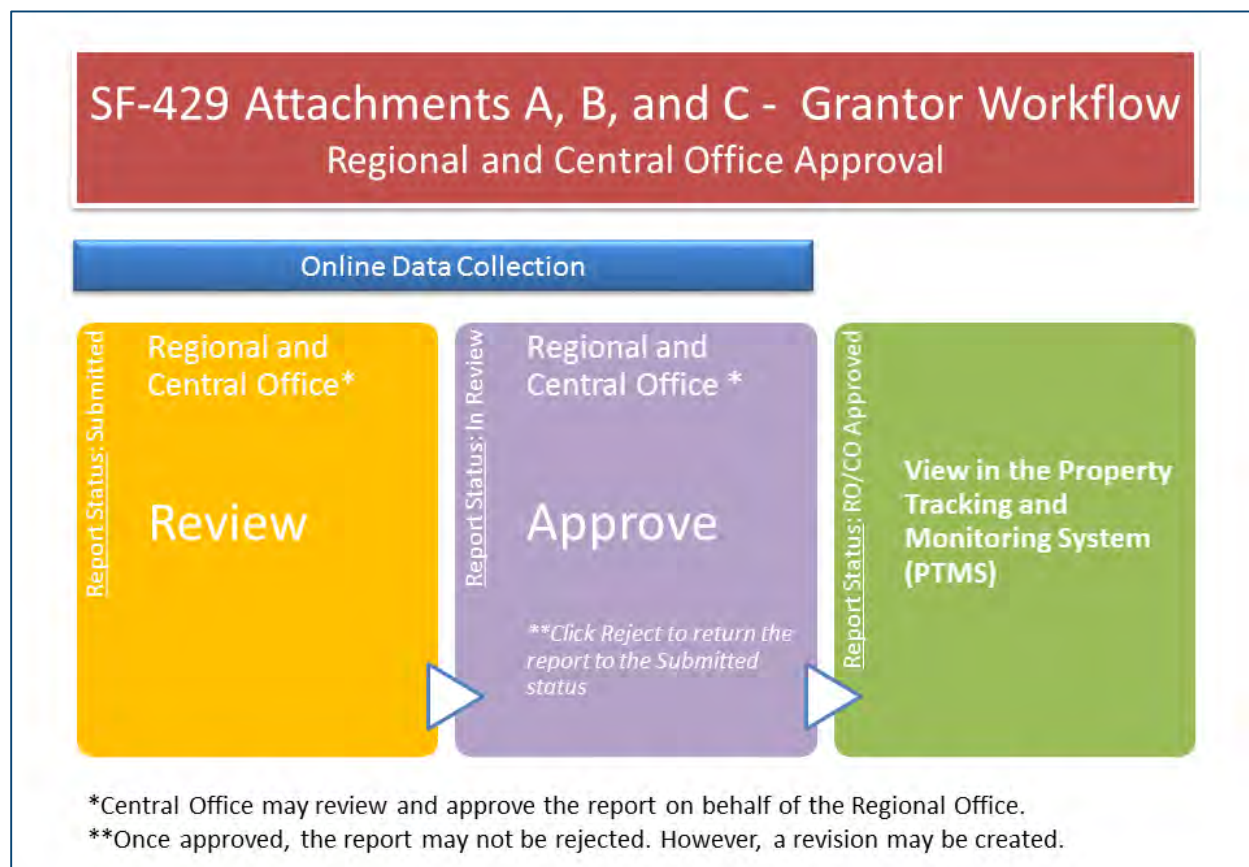 SF-429 Attachments A, B, and C - Grantor Workflow
Regional and Central Office Approval
Online Data Collection
Report Status: Submitted
Regional and
Central Office*
Review
Report Status: In Review
Regional and
Central Office *
Approve
**Click Reject to return the
report to the Submitted
status
Report Status: RO/CO Approved
View in the Property
Tracking and
Monitoring System
(PTMS)
*Central Office may review and approve the report on behalf of the Regional Office.
**Once approved, the report may not be rejected. However, a revision may be created.